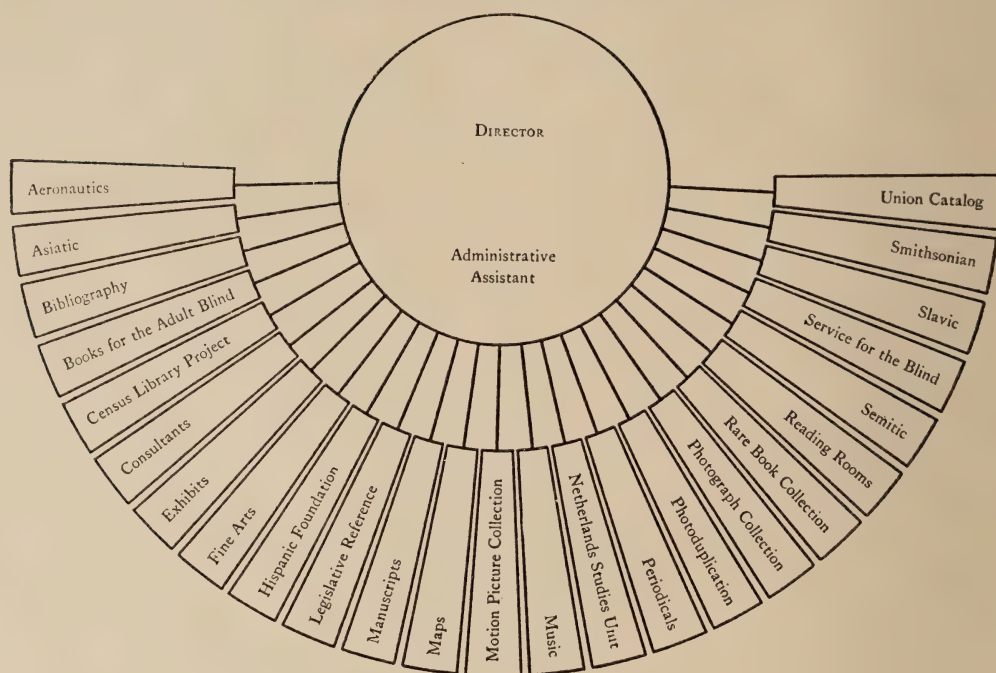 DIRECTOR
Administrative
Assistant
Aeronautics
Asiatic
Bibliography
Books for the Adult Blind
Census Library Project
Consultants
Exhibits
Fine Arts
Hispanic Foundation
Legislative Reference
Manuscripts
Maps
Motion Picture Collection
Music
Netherlands Studies Unit
Periodicals
Photoduplication
Photograph Collection
Rare Book Collection
Reading Rooms
Semitic
Service for the Blind
Slavic
Smithsonian
Union Catalog